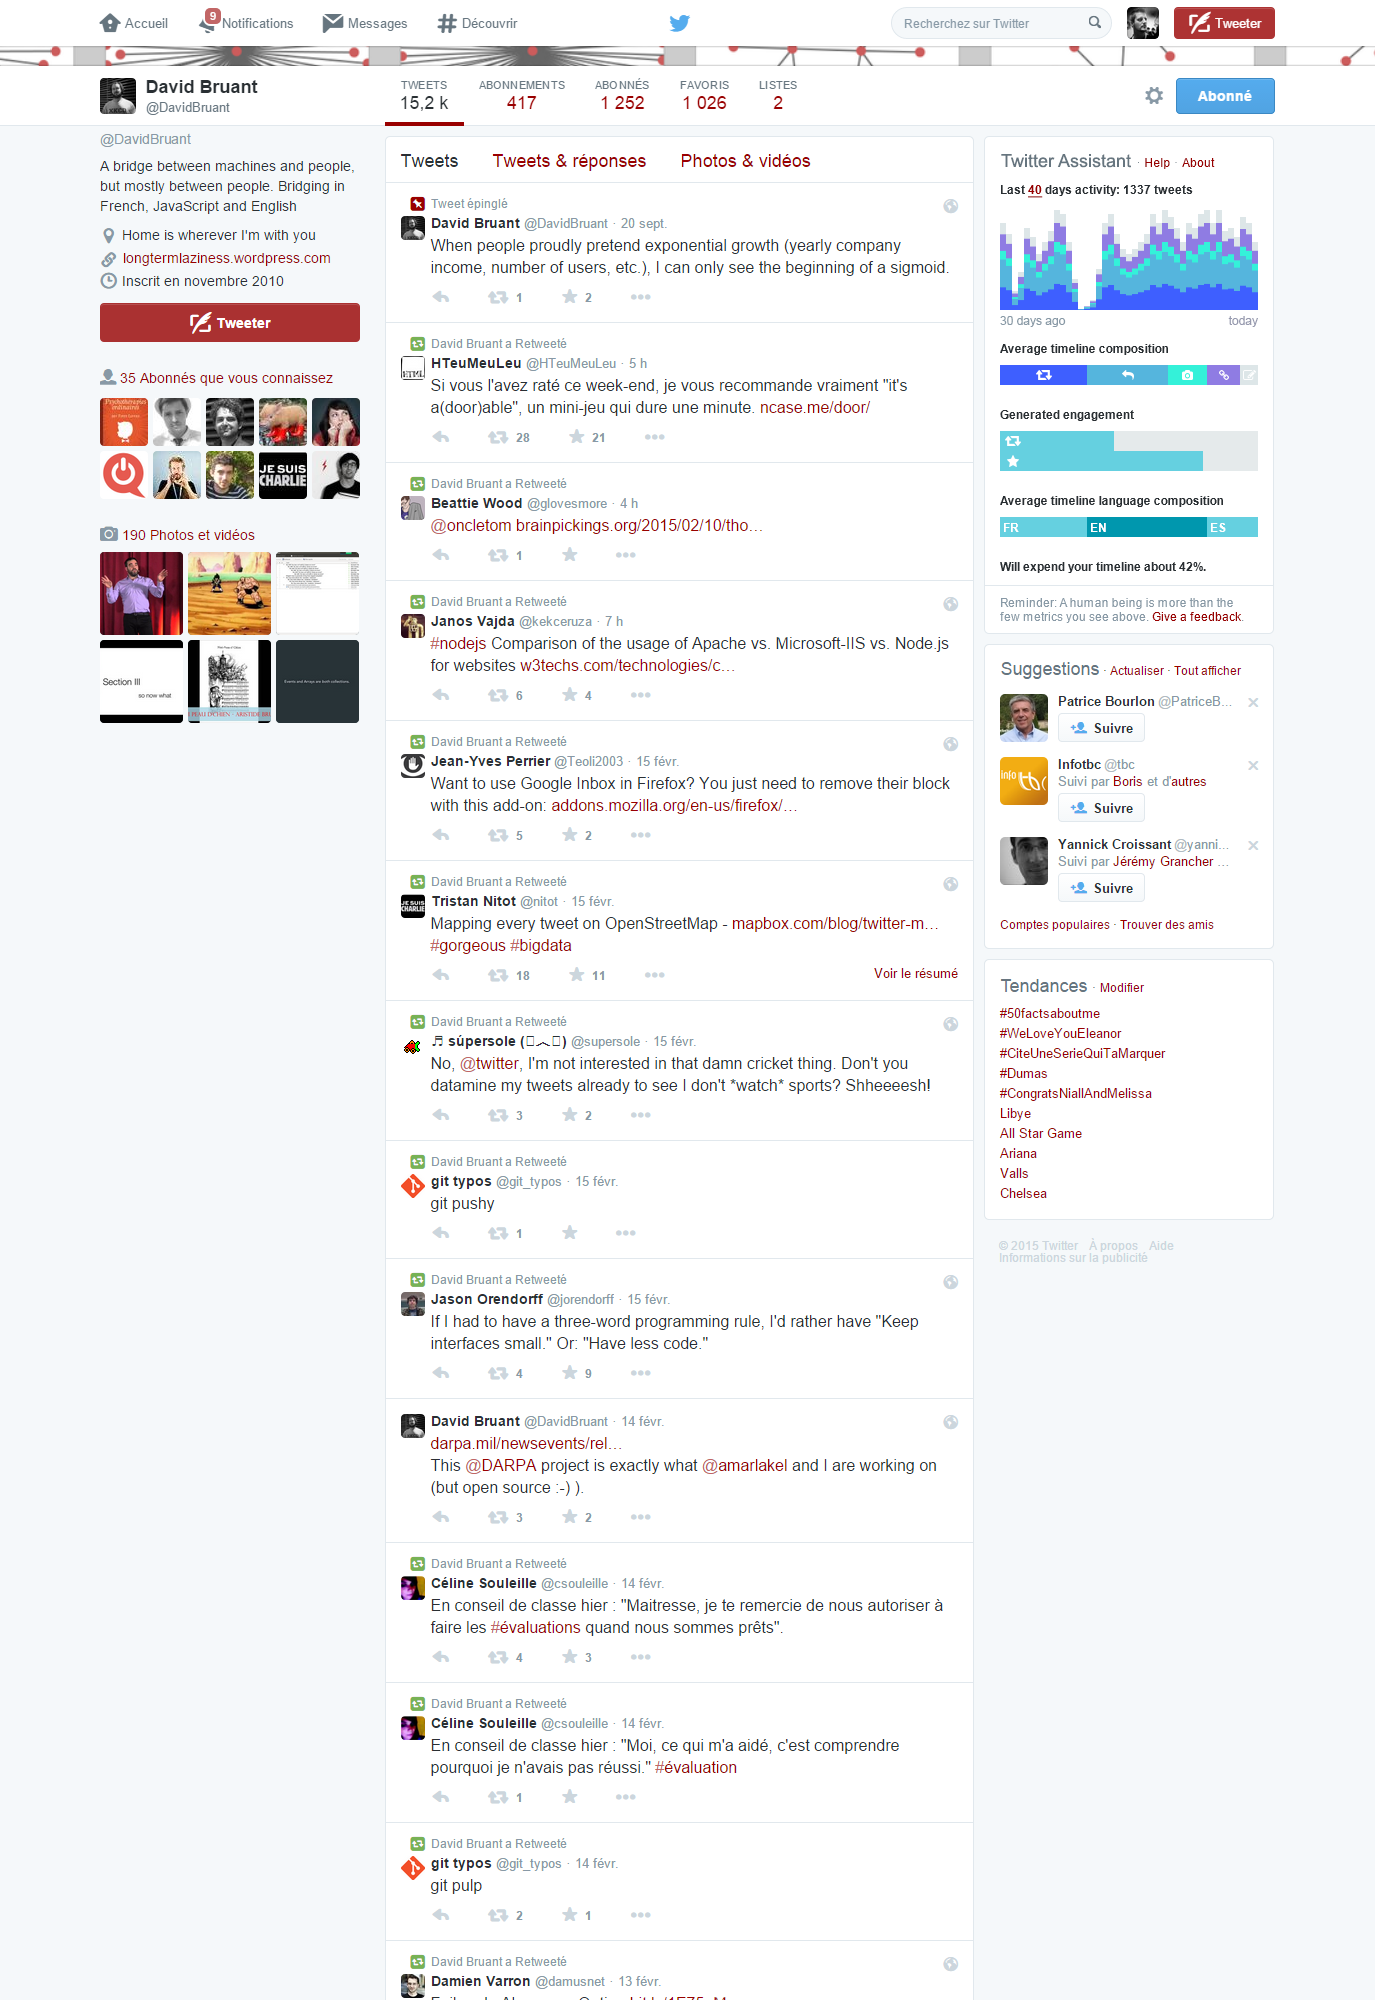 Accueil
9
Notifications
Messages
Découvrir
Recherchez sur Twitter
Tweeter
David Bruant
@DavidBruant
TWEETS
15,2 k
ABONNEMENTS
417
ABONNÉS
1 252
FAVORIS
1 026
LISTES
2
Abonné
@DavidBruant
A bridge between machines and people,
but mostly between people. Bridging in
French, JavaScript and English
Home is wherever I'm with you
longtermlaziness.wordpress.com
Inscrit en novembre 2010
Tweeter
35 Abonnés que vous connaissez
JE SUIS
CHARLIE
190 Photos et vidéos
Section III
so now what
Events and Arrays are both collections
Tweets Tweets & réponses Photos & vidéos
Tweet épinglé
David Bruant @DavidBruant · 20 sept.
When people proudly pretend exponential growth (yearly company
income, number of users, etc.), I can only see the beginning of a sigmoid.
1 2
David Bruant a Retweeté
HTeuMeuLeu @HTeuMeuLeu · 5 h
Si vous l'avez raté ce week-end, je vous recommande vraiment "it's
a(door)able", un mini-jeu qui dure une minute. ncase.me/door/
28 21
David Bruant a Retweeté
Beattie Wood @glovesmore · 4 h
@oncletom brainpickings.org/2015/02/10/tho…
1
David Bruant a Retweeté
Janos Vajda @kekceruza · 7 h
#nodejs Comparison of the usage of Apache vs. Microsoft-IIS vs. Node.js
for websites w3techs.com/technologies/c…
6 4
David Bruant a Retweeté
Jean-Yves Perrier @Teoli2003 · 15 févr.
Want to use Google Inbox in Firefox? You just need to remove their block
with this add-on: addons.mozilla.org/en-us/firefox/…
5 2
David Bruant a Retweeté
Tristan Nitot @nitot · 15 févr.
Mapping every tweet on OpenStreetMap - mapbox.com/blog/twitter-m…
#gorgeous #bigdata
18 11
Voir le résumé
David Bruant a Retweeté
♬ súpersole (▯︵▯) @supersole · 15 févr.
No, @twitter, I'm not interested in that damn cricket thing. Don't you
datamine my tweets already to see I don't *watch* sports? Shheeeesh!
3 2
David Bruant a Retweeté
git typos @git_typos · 15 févr.
git pushy
1
David Bruant a Retweeté
Jason Orendorff @jorendorff · 15 févr.
If I had to have a three-word programming rule, I'd rather have "Keep
interfaces small." Or: "Have less code."
4 9
David Bruant @DavidBruant · 14 févr.
darpa.mil/newsevents/rel…
This @DARPA project is exactly what @amarlakel and I are working on
(but open source :-) ).
3 2
David Bruant a Retweeté
Céline Souleille @csouleille · 14 févr.
En conseil de classe hier : "Maitresse, je te remercie de nous autoriser à
faire les #évaluations quand nous sommes prêts".
4 3
David Bruant a Retweeté
Céline Souleille @csouleille · 14 févr.
En conseil de classe hier : "Moi, ce qui m'a aidé, c'est comprendre
pourquoi je n'avais pas réussi." #évaluation
1
David Bruant a Retweeté
git typos @git_typos · 14 févr.
git pulp
2 1
David Bruant a Retweeté
Damien Varron @damusnet · 13 févr.
Twitter Assistant · Help · About
Last 40 days activity: 1337 tweets
30 days ago
today
Average timeline composition
Generated engagement
Average timeline language composition
FR EN ES
Will expend your timeline about 42%.
Reminder: A human being is more than the
few metrics you see above. Give a feedback.
Suggestions · Actualiser · Tout afficher
Patrice Bourlon @PatriceB...
Suivre
info tbc
Infotbc @tbc
Suivi par Boris et d'autres
Suivre
Yannick Croissant @yanni...
Suivi par Jérémy Grancher ...
Suivre
Comptes populaires · Trouver des amis
Tendances · Modifier
#50factsaboutme
#WeLoveYouEleanor
#CiteUneSerieQuiTaMarquer
#Dumas
#CongratsNiallAndMelissa
Libye
All Star Game
Ariana
Valls
Chelsea
© 2015 Twitter À propos Aide
Informations sur la publicité